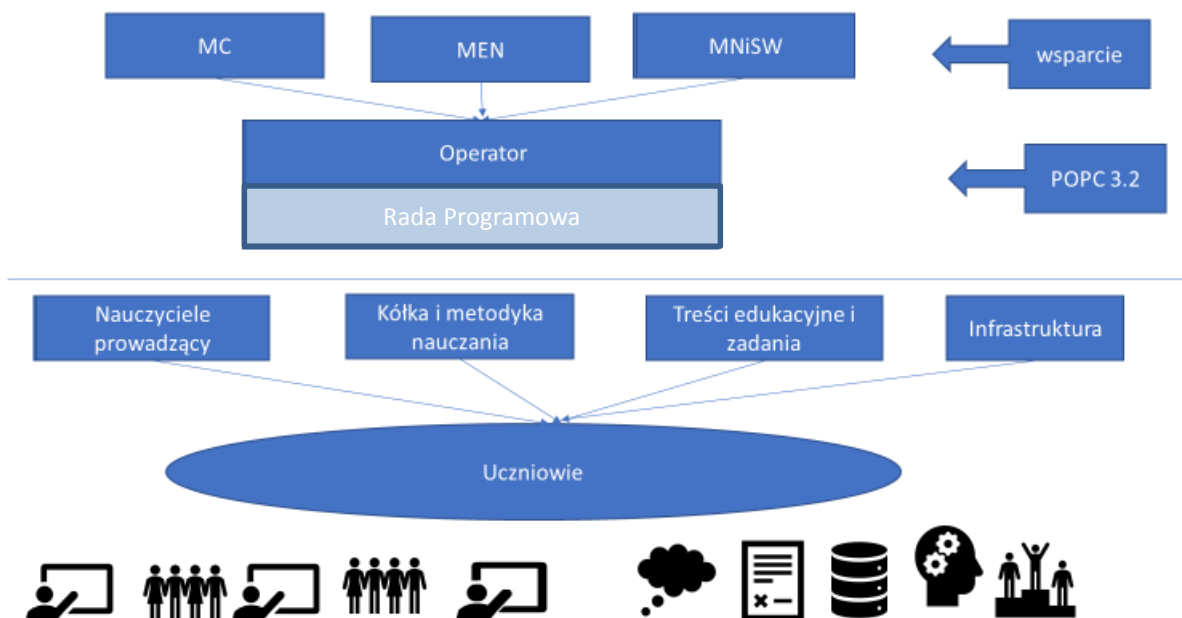 MC
MEN
MNiSW
wsparcie
Operator
POPC 3.2
Rada Programowa
Nauczyciele
prowadzący
Kółka i metodyka
nauczania
Treści edukacyjne i
zadania
Infrastruktura
Uczniowie